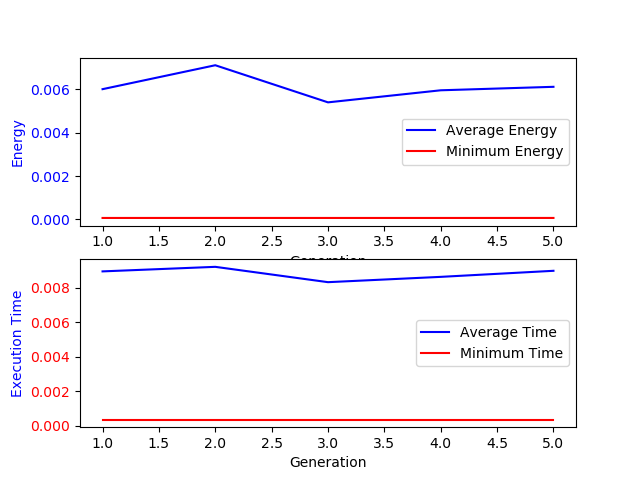 0.006
0.004
0.002
0.000
Energy
Average Energy
Minimum Energy
1.0 1.5 2.0 2.5 3.0 3.5 4.0 4.5 5.0
Generation
0.008
0.006
0.004
0.002
0.000
Execution Time
Average Time
Minimum Time
1.0 1.5 2.0 2.5 3.0 3.5 4.0 4.5 5.0
Generation